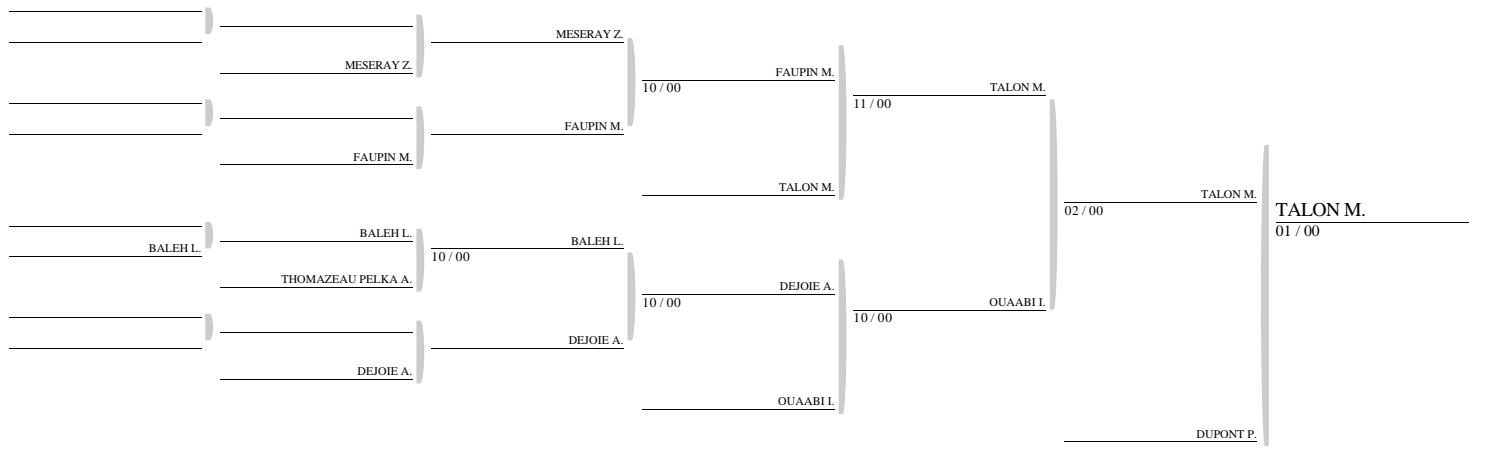 MESERAY Z.
MESERAY Z.
FAUPIN M.
10 / 00
TALON M.
11 / 00
FAUPIN M.
FAUPIN M.
TALON M.
TALON M.
02 / 00
TALON M.
01 / 00
BALEH L.
BALEH L.
10 / 00
BALEH L.
THOMAZEAU PELKA A.
DEJOIE A.
10 / 00
OUAABI I.
10 / 00
DEJOIE A.
DEJOIE A.
OUAABI I.
DUPONT P.